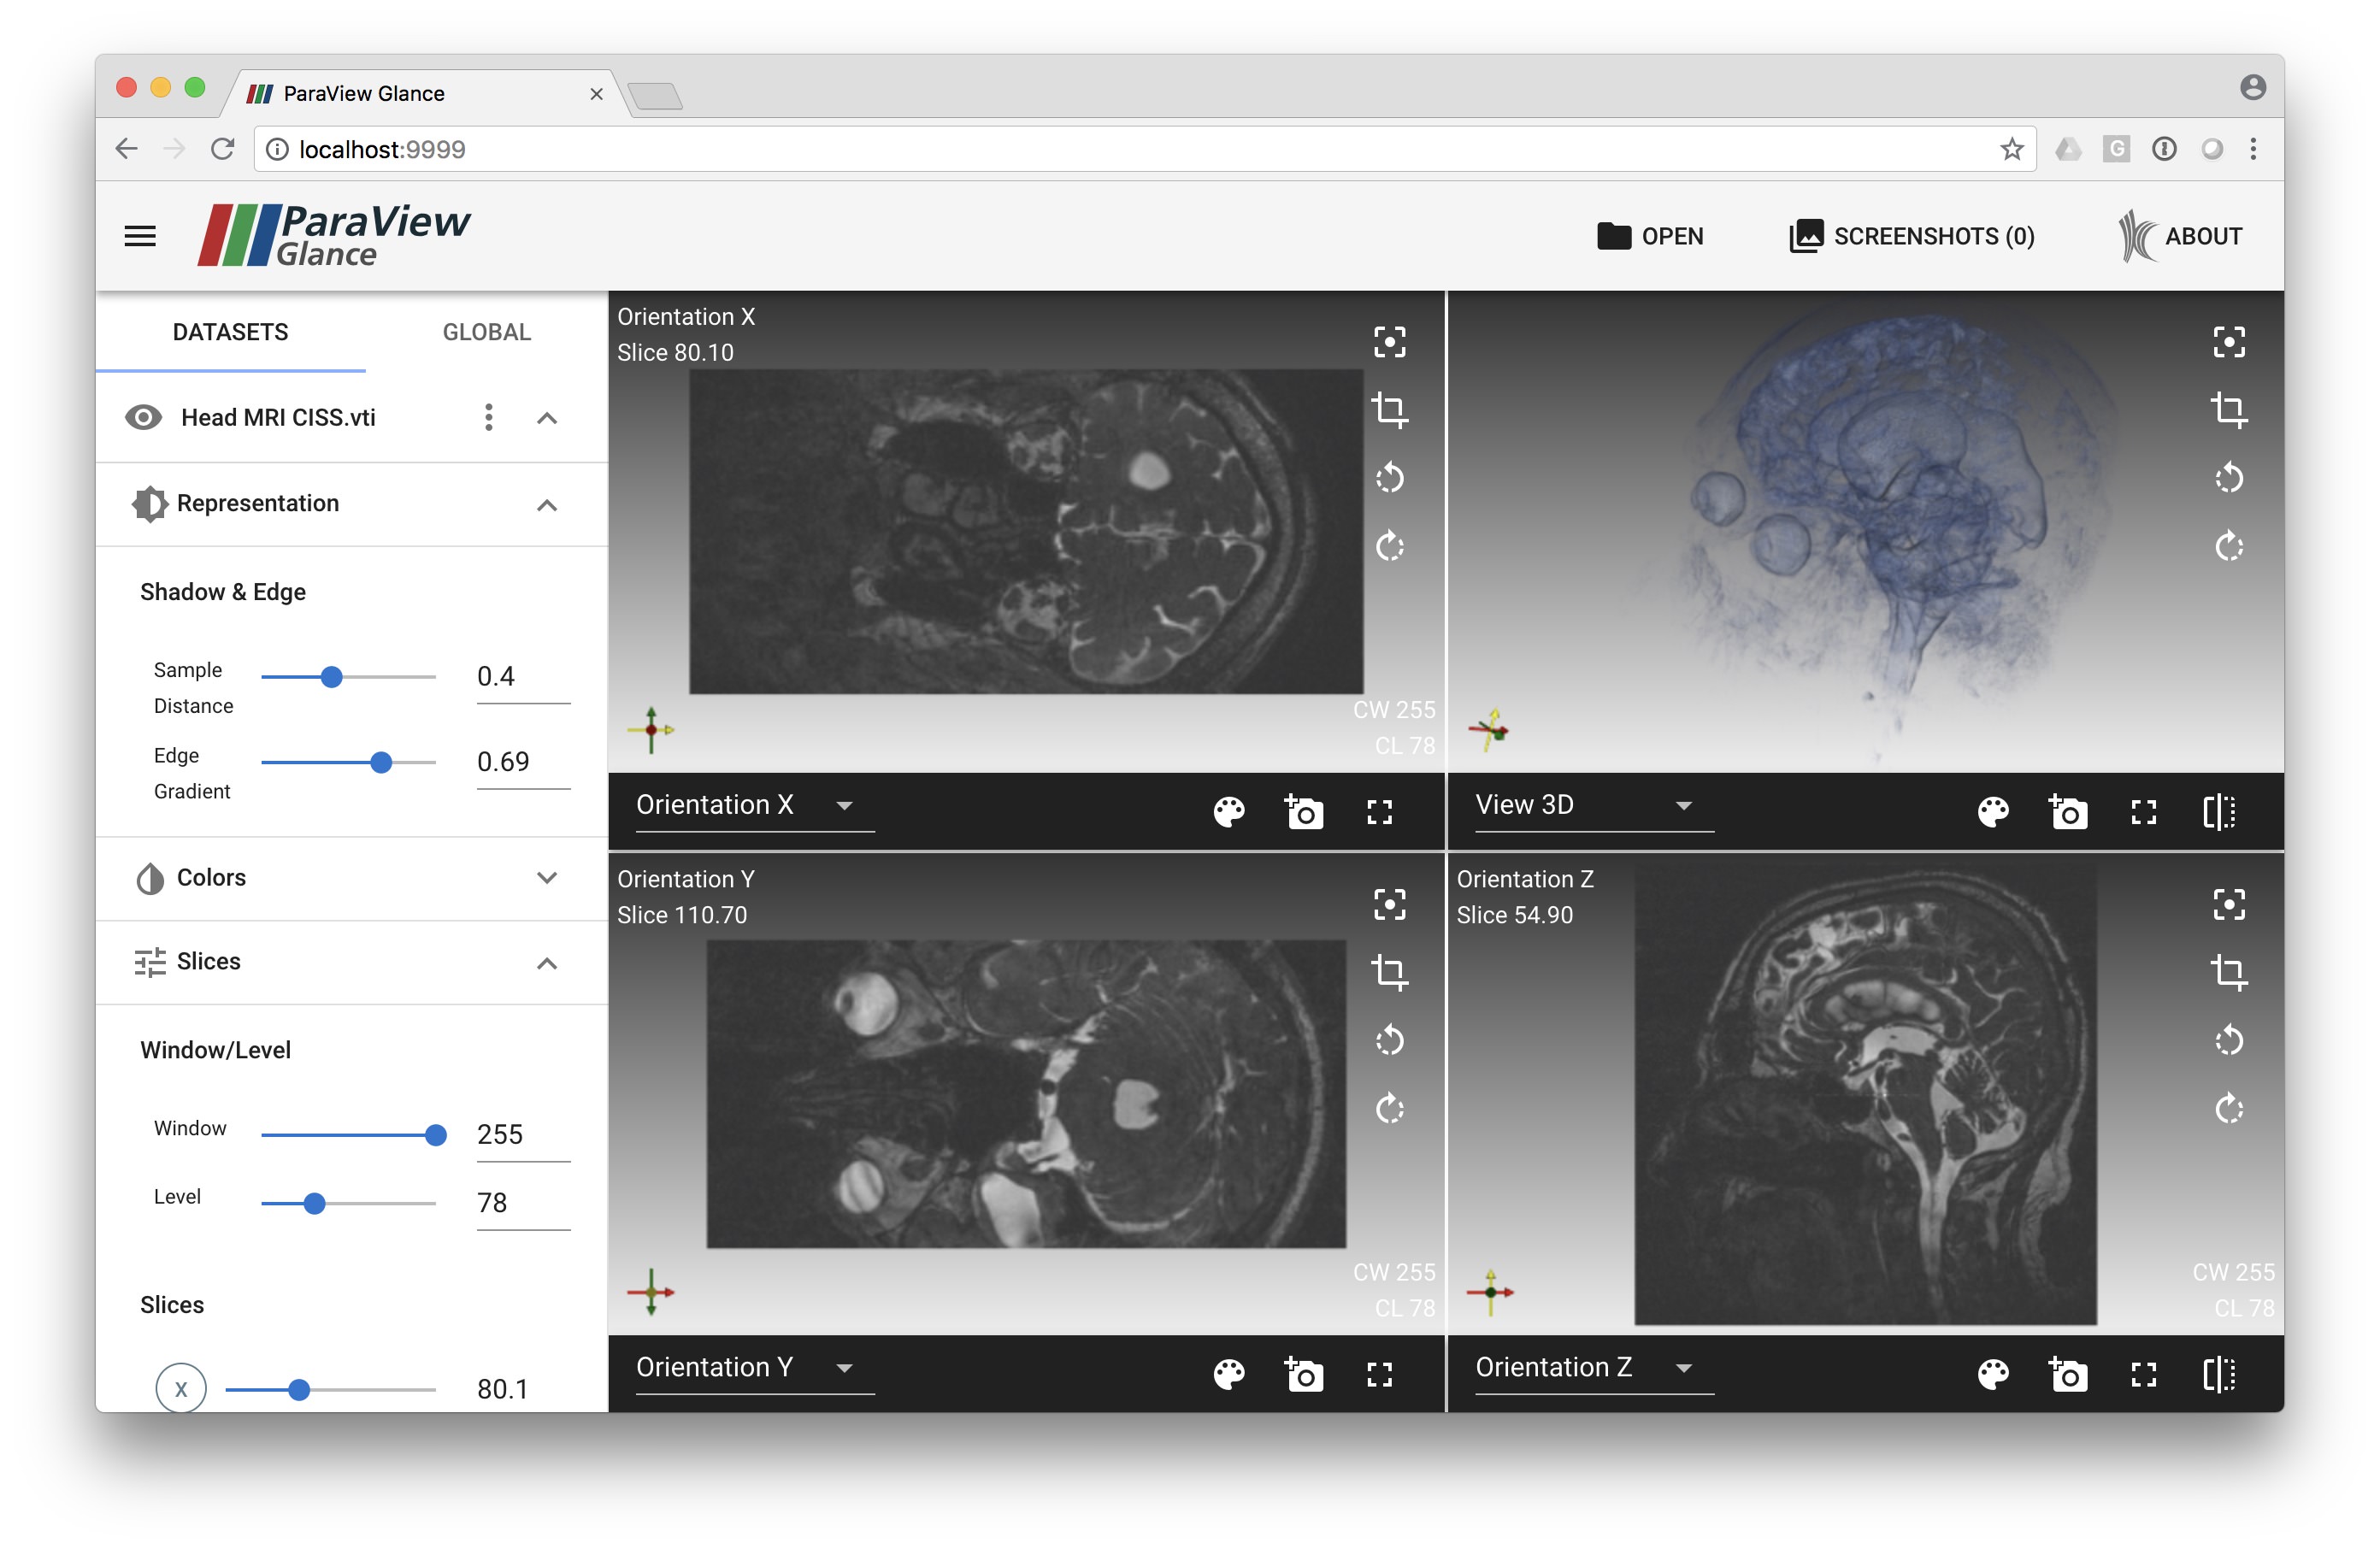 ParaView Glance
localhost:9999
ParaView
Glance
OPEN
SCREENSHOTS (0)
ABOUT
DATASETS
GLOBAL
Head MRI CISS.vti
Representation
Shadow & Edge
Sample
Distance
0.4
Edge
Gradient
0.69
Colors
Slices
Window/Level
Window
255
Level
78
Slices
X
80.1
Orientation X
Slice 80.10
CW 255
CL 78
Orientation X
View 3D
Orientation Y
Slice 110.70
CW 255
CL 78
Orientation Y
Orientation Z
Slice 54.90
CW 255
CL 78
Orientation Z